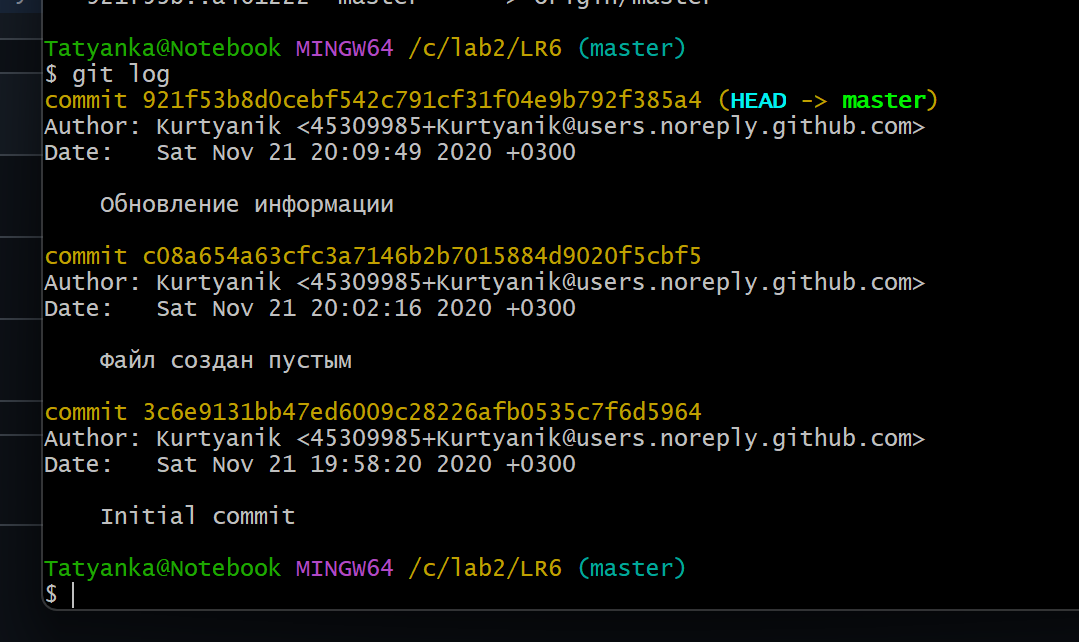 Tatyanka@Notebook MINGW64 /c/lab2/LR6 (master)
$ git log
commit 921f53b8d0cebf542c791cf31f04e9b792f385a4 (HEAD -> master)
Author: Kurtyanik <45309985+Kurtyanik@users.noreply.github.com>
Date:   Sat Nov 21 20:09:49 2020 +0300
Обновление информации
commit c08a654a63cfc3a7146b2b7015884d9020f5cbf5
Author: Kurtyanik <45309985+Kurtyanik@users.noreply.github.com>
Date:   Sat Nov 21 20:02:16 2020 +0300
Файл создан пустым
commit 3c6e9131bb47ed6009c28226afb0535c7f6d5964
Author: Kurtyanik <45309985+Kurtyanik@users.noreply.github.com>
Date:   Sat Nov 21 19:58:20 2020 +0300
Initial commit
Tatyanka@Notebook MINGW64 /c/lab2/LR6 (master)
$